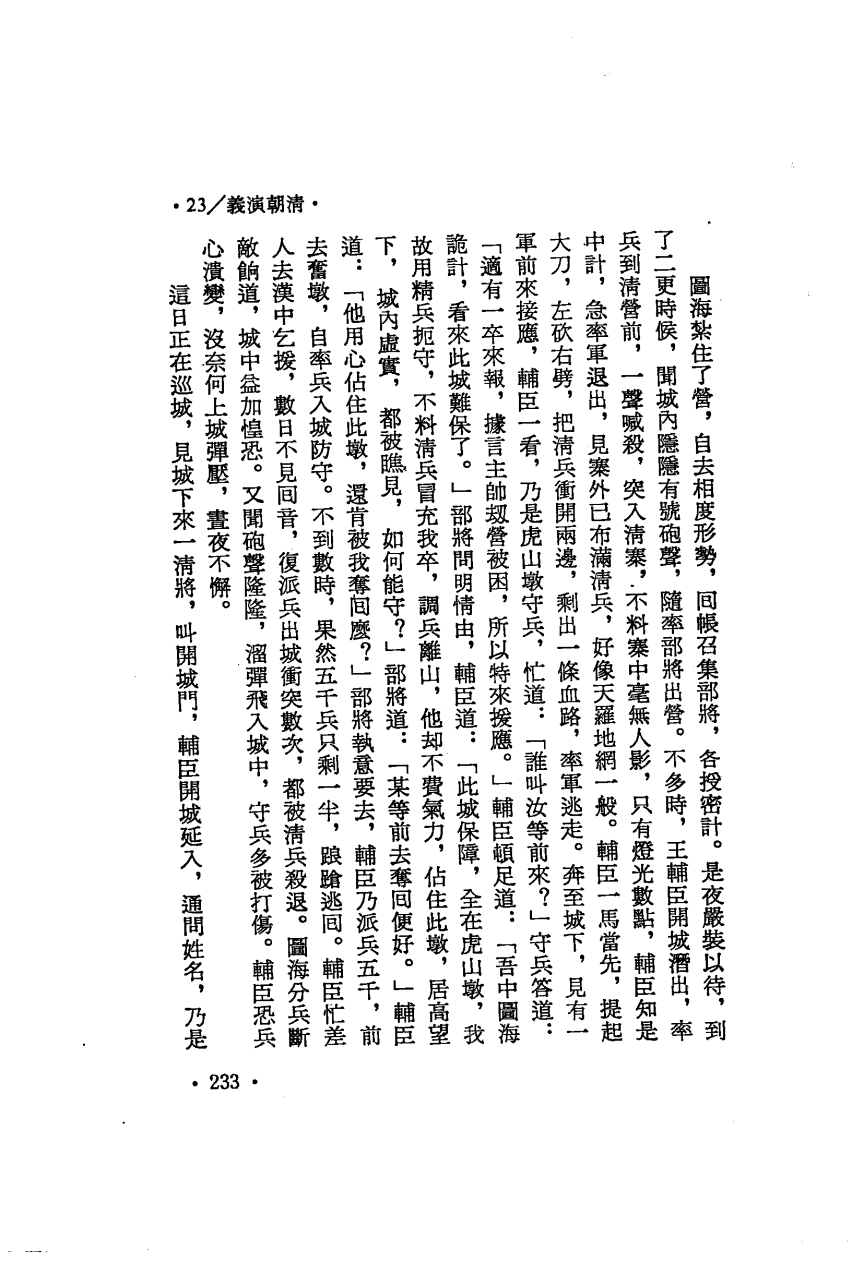 ·23/義演朝清·
圖海紮住了營，自去相度形勢，回帳召集部將，各授密計。是夜嚴裝以待，到
了二更時候，聞城內隱隱有號砲聲，隨率部將出營。不多時，王輔臣開城潛出，率
兵到清營前，一聲喊殺，突入清寨，不料寨中毫無人影，只有燈光數點，輔臣知是
中計，急率軍退出，見寨外已布滿清兵，好像天羅地網一般。輔臣一馬當先，提起
大刀，左砍右劈，把清兵衝開兩邊，剩出一條血路，率軍逃走。奔至城下，見有一
軍前來接應，輔臣一看，乃是虎山墩守兵，忙道：「誰叫汝等前來？」守兵答道：
「適有一卒來報，據言主帥刼營被困，所以特來援應。」輔臣頓足道：「吾中圖海
詭計，看來此城難保了。」部將問明情由，輔臣道：「此城保障，全在虎山墩，我
故用精兵扼守，不料清兵冒充我卒，調兵離山，他却不費氣力，佔住此墩，居高望
下，城內虛實，都被瞧見，如何能守？」部將道：「某等前去奪回便好。」輔臣
道：「他用心佔住此墩，還肯被我奪回麼？」部將執意要去，輔臣乃派兵五千，前
去奮墩，自率兵入城防守。不到數時，果然五千兵只剩一半，踉蹌逃回。輔臣忙差
人去漢中乞援，數日不見回音，復派兵出城衝突數次，都被清兵殺退。圖海分兵斷
敵餉道，城中益加惶恐。又聞砲聲隆隆，溜彈飛入城中，守兵多被打傷。輔臣恐兵
心潰變，沒奈何上城彈壓，晝夜不懈。
這日正在巡城，見城下來一清將，叫開城門，輔臣開城延入，通問姓名，乃是
·233·